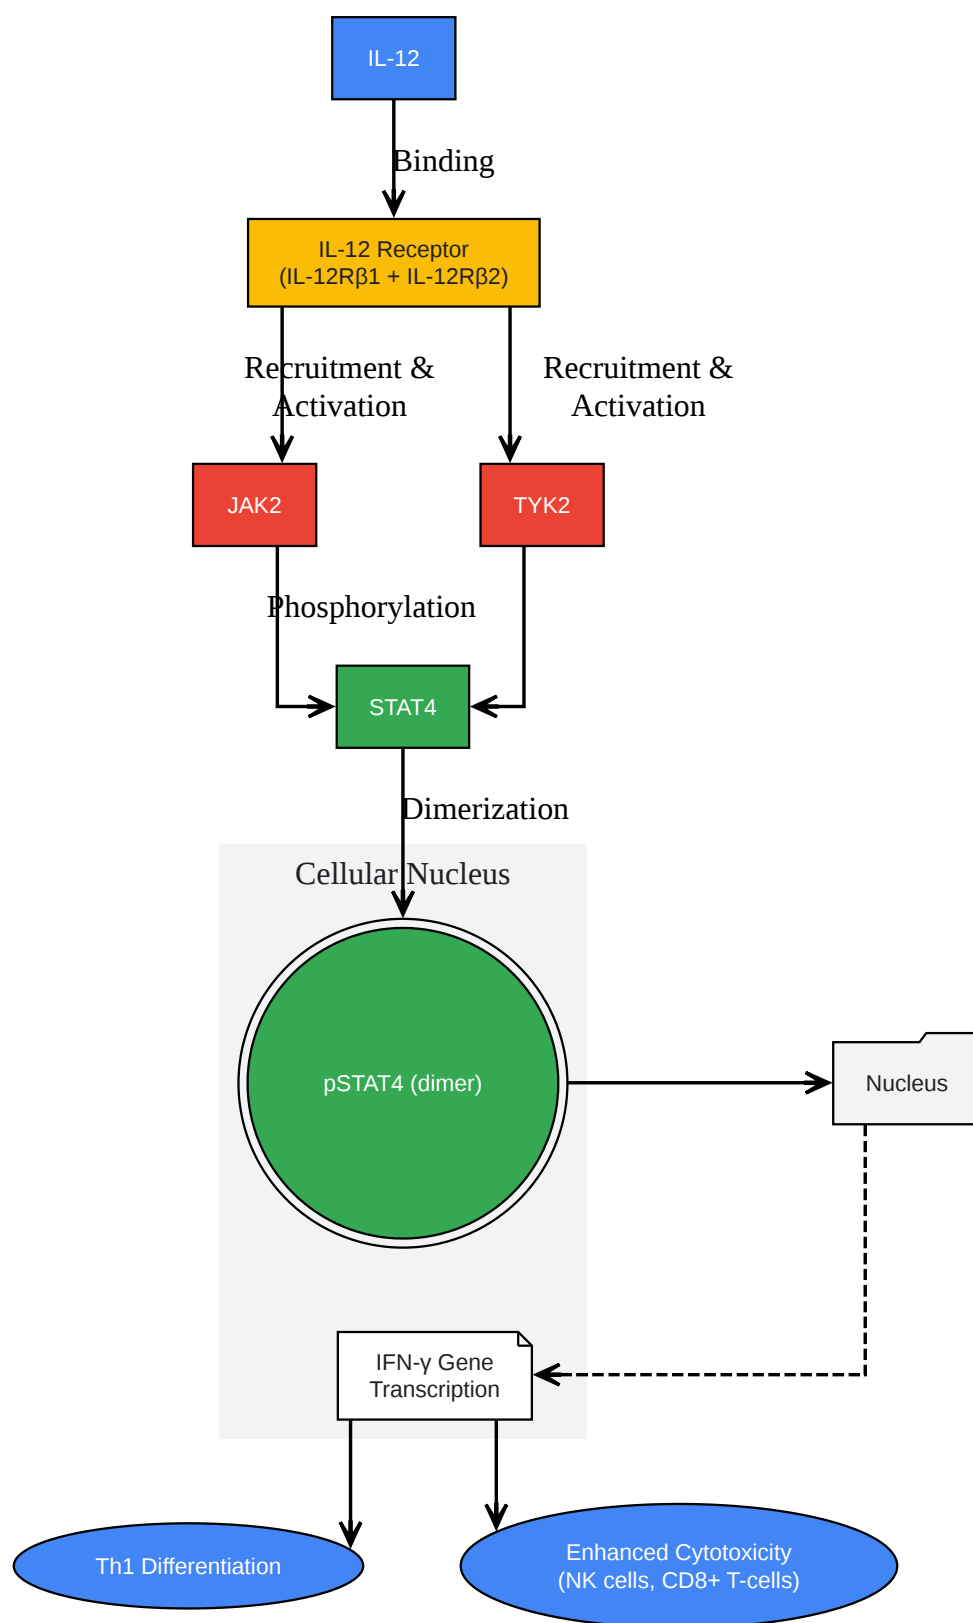 IL-12
Binding
IL-12 Receptor
(IL-12Rβ1 + IL-12Rβ2)
Recruitment &
Activation
Recruitment &
Activation
JAK2
TYK2
Phosphorylation
STAT4
Dimerization
Cellular Nucleus
pSTAT4 (dimer)
Nucleus
IFN-γ Gene
Transcription
Th1 Differentiation
Enhanced Cytotoxicity
(NK cells, CD8+ T-cells)